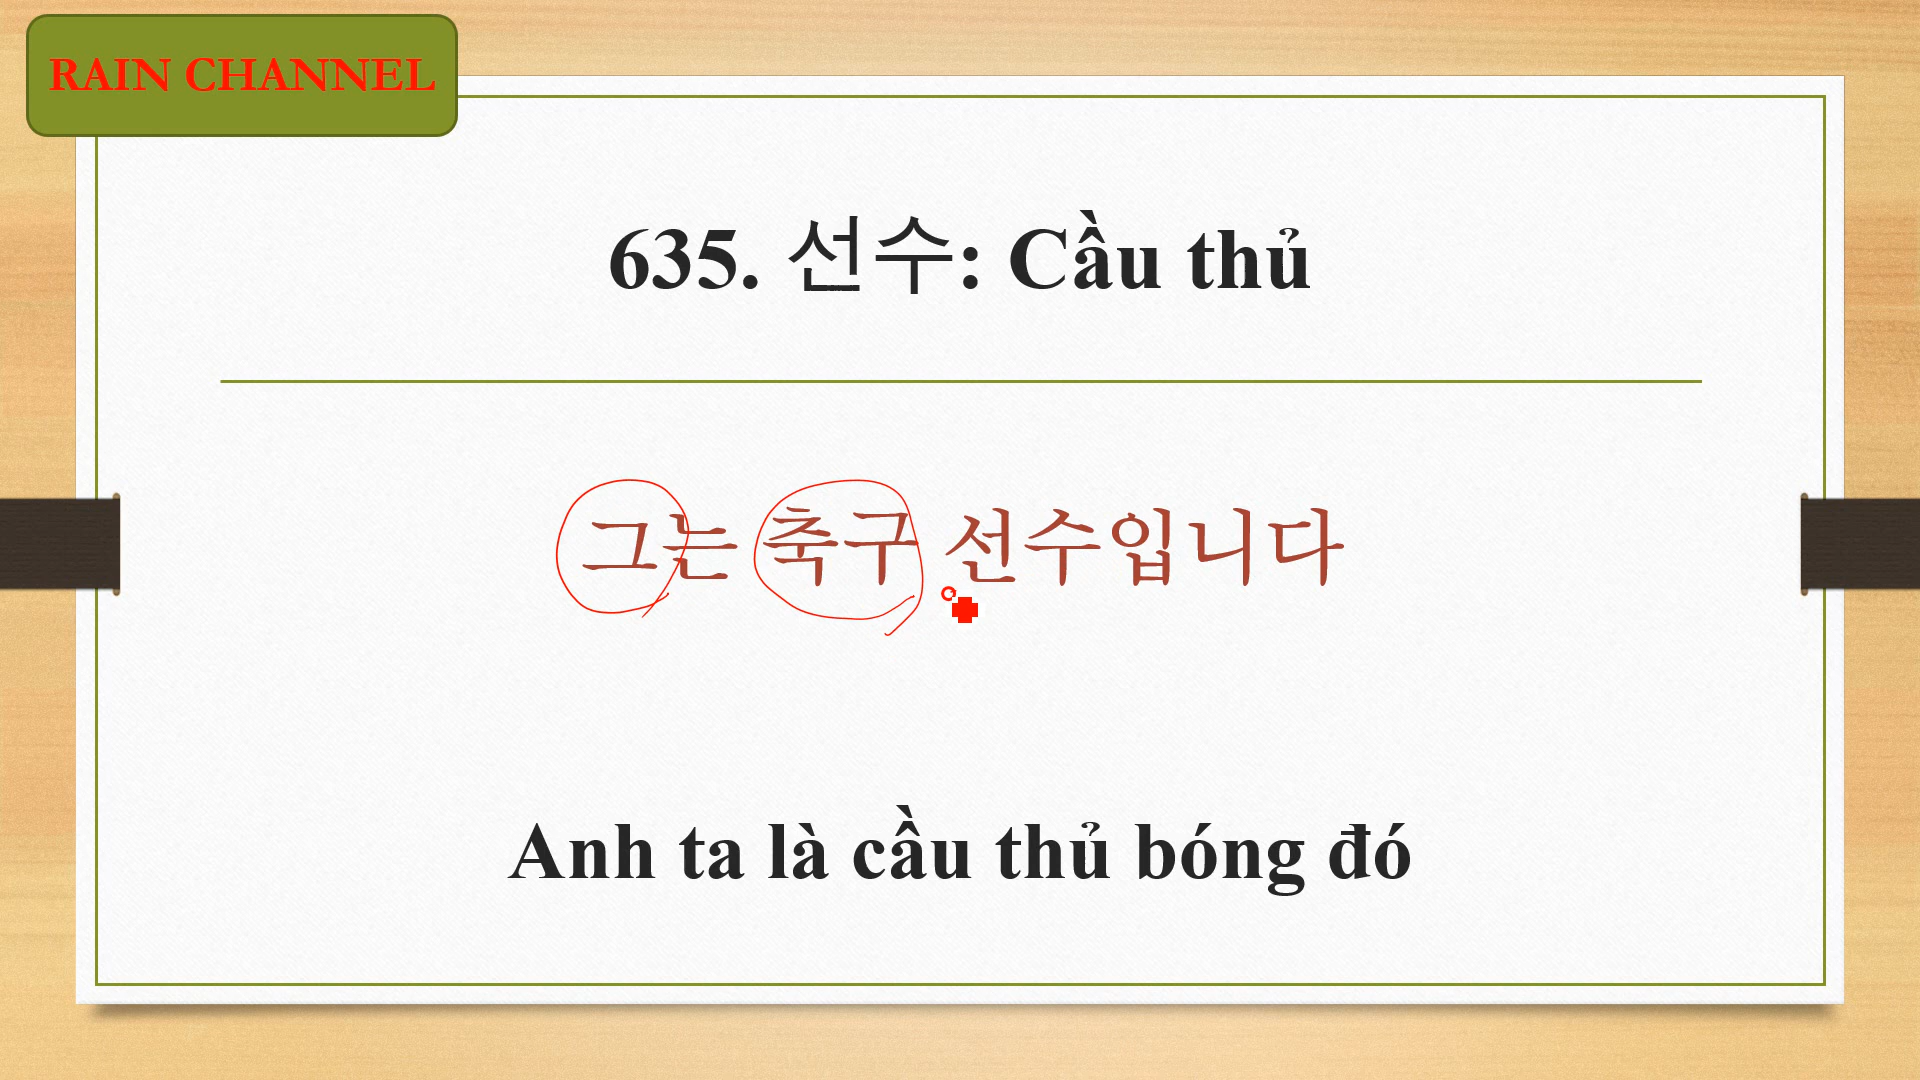 RAIN CHANNEL
635. 선수: Cầu thủ
그는 축구 선수입니다
Anh ta là cầu thủ bóng đó